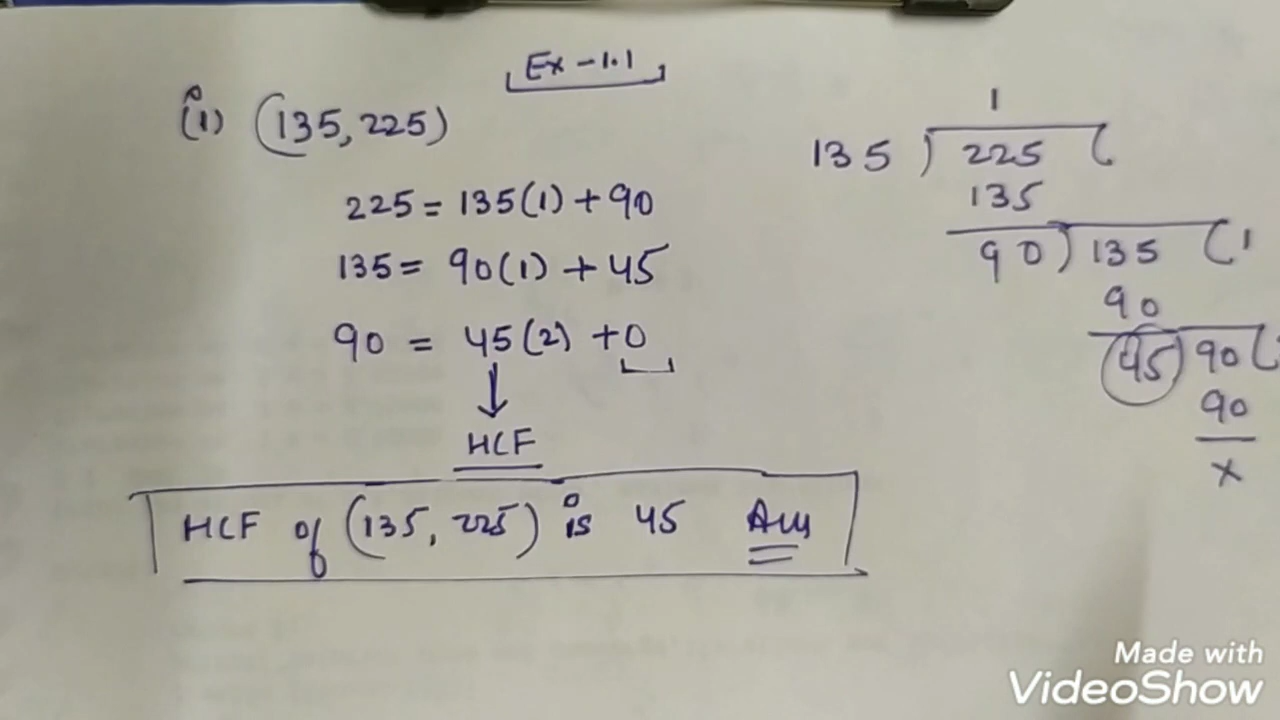 Ex - 1.1
(i) (135, 225)
225 = 135(1) + 90
135 = 90(1) + 45
90 = 45(2) + 0
HCF
HCF of (135, 225) is 45 Ans
1
135 ) 225 (
135
90 ) 135 ( 1
90
45 ) 90 (
90
×
Made with
VideoShow